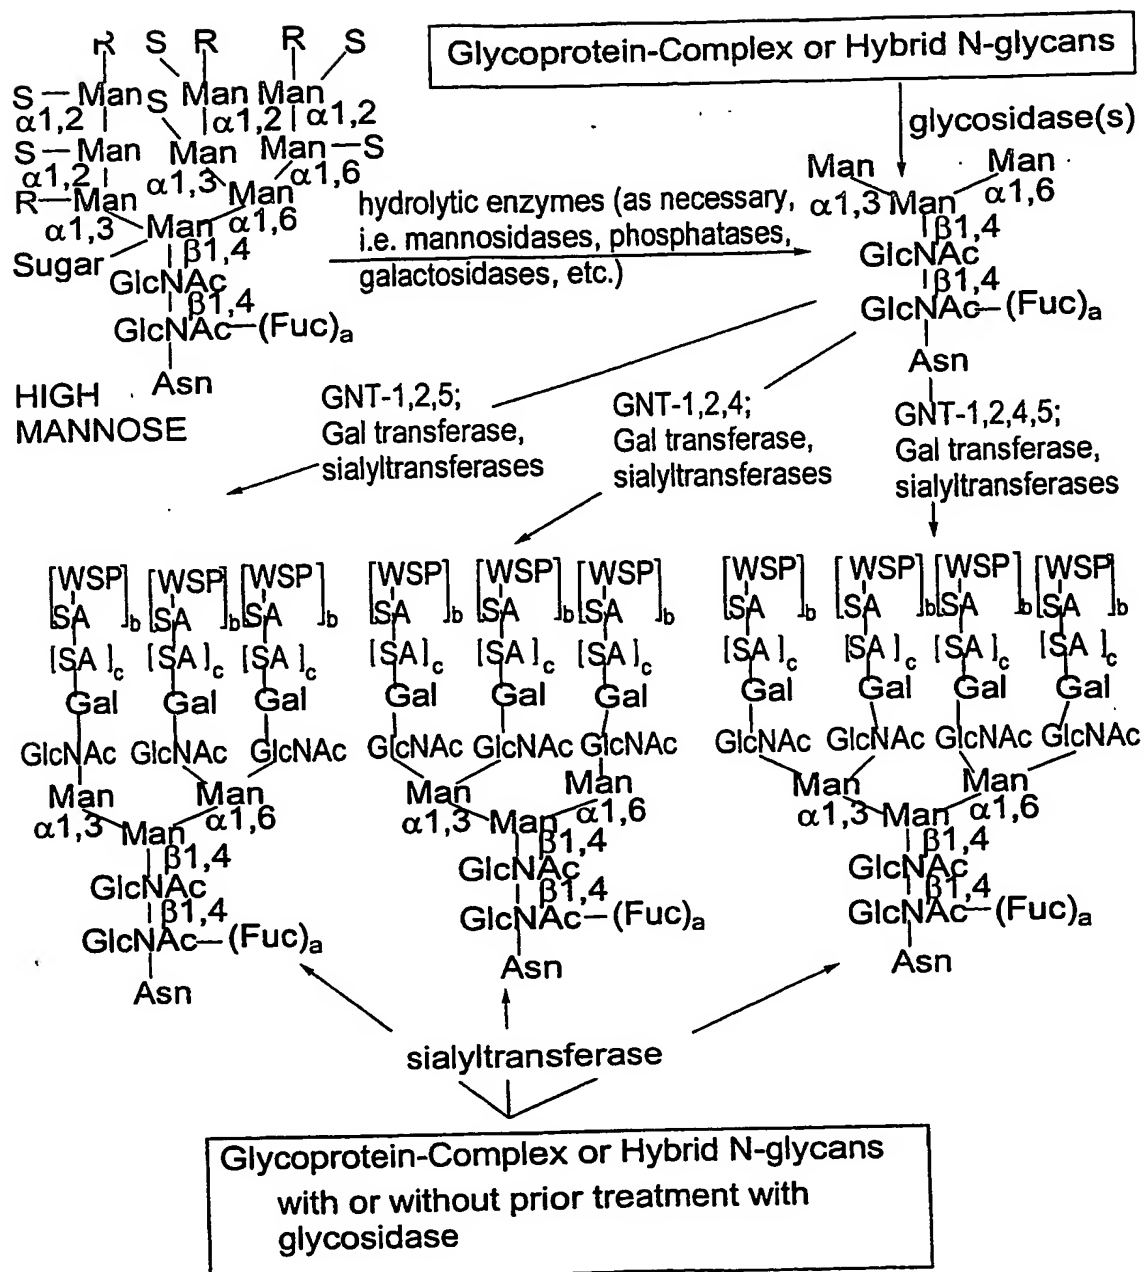 R S R R S
Glycoprotein-Complex or Hybrid N-glycans
S—Man S Man Man
α1,2 α1,2 α1,2
glycosidase(s)
S—Man Man Man—S
α1,2 α1,3 α1,6
R—Man Man
α1,3 Man α1,6
Sugar β1,4
GlcNAc
β1,4
GlcNAc—(Fuc)a
Asn
HIGH
MANNOSE
hydrolytic enzymes (as necessary,
i.e. mannosidases, phosphatases,
galactosidases, etc.)
Man Man
α1,3 Man α1,6
β1,4
GlcNAc
β1,4
GlcNAc—(Fuc)a
Asn
GNT-1,2,5;
Gal transferase,
sialyltransferases
GNT-1,2,4;
Gal transferase,
sialyltransferases
GNT-1,2,4,5;
Gal transferase,
sialyltransferases
[WSP [WSP] [WSP]
SA]b [SA]b [SA]b
[SA]c [SA]c [SA]c
Gal Gal Gal
GlcNAc GlcNAc GlcNAc
Man Man
α1,3 Man α1,6
β1,4
GlcNAc
β1,4
GlcNAc—(Fuc)a
Asn
[WSP] [WSP] [WSP]
[SA]b [SA]b [SA]b
[SA]c [SA]c [SA]c
Gal Gal Gal
GlcNAc GlcNAc GlcNAc
Man Man
α1,3 Man α1,6
β1,4
GlcNAc
β1,4
GlcNAc—(Fuc)a
Asn
[WSP] [WSP] [WSP] [WSP]
[SA]b [SA]b [SA]b [SA]b
[SA]c [SA]c [SA]c [SA]c
Gal Gal Gal Gal
GlcNAc GlcNAc GlcNAc GlcNAc
Man Man
α1,3 Man α1,6
β1,4
GlcNAc
β1,4
GlcNAc—(Fuc)a
Asn
sialyltransferase
Glycoprotein-Complex or Hybrid N-glycans
with or without prior treatment with
glycosidase